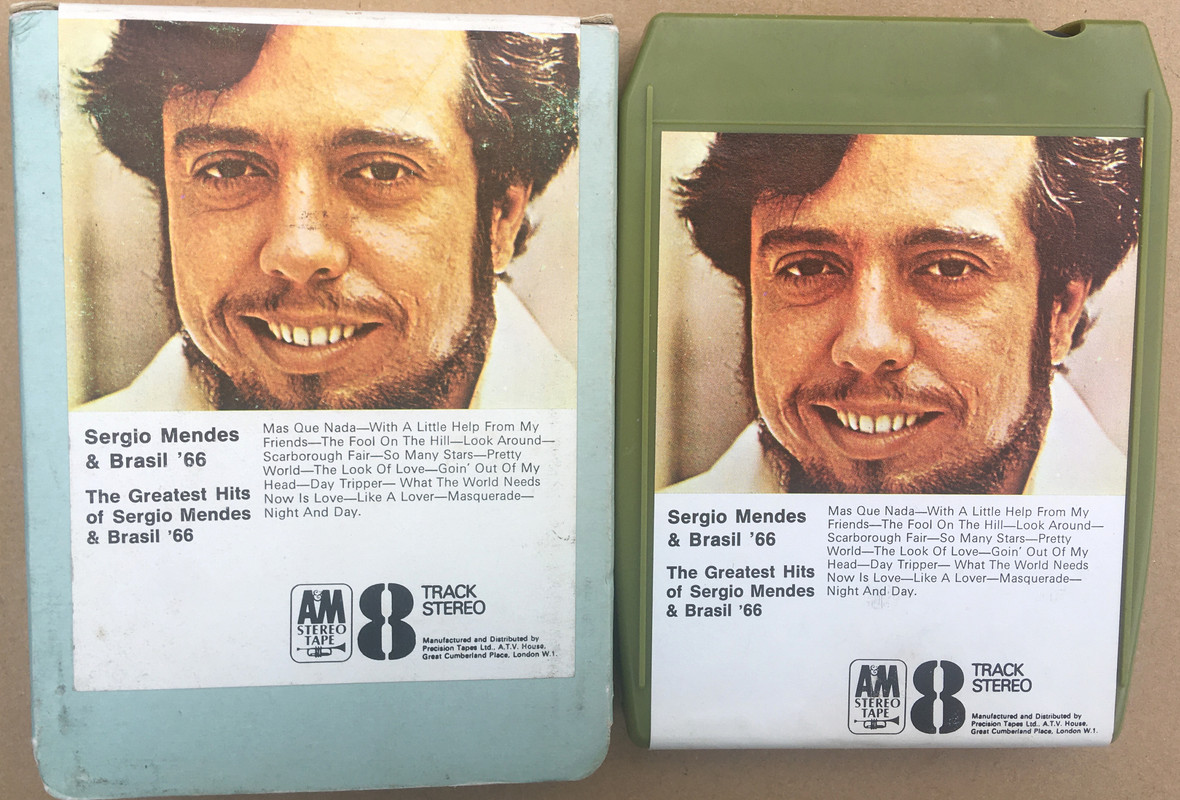 Sergio Mendes
& Brasil '66
The Greatest Hits
of Sergio Mendes
& Brasil '66
Mas Que Nada—With A Little Help From My
Friends—The Fool On The Hill—Look Around—
Scarborough Fair—So Many Stars—Pretty
World—The Look Of Love—Goin' Out Of My
Head—Day Tripper— What The World Needs
Now Is Love—Like A Lover—Masquerade—
Night And Day.
A&M
STEREO
TAPE
8
TRACK
STEREO
Manufactured and Distributed by
Precision Tapes Ltd., A.T.V. House,
Great Cumberland Place, London W.1.
Sergio Mendes
& Brasil '66
The Greatest Hits
of Sergio Mendes
& Brasil '66
Mas Que Nada—With A Little Help From My
Friends—The Fool On The Hill—Look Around—
Scarborough Fair—So Many Stars—Pretty
World—The Look Of Love—Goin' Out Of My
Head—Day Tripper— What The World Needs
Now Is Love—Like A Lover—Masquerade—
Night And Day.
A&M
STEREO
TAPE
8
TRACK
STEREO
Manufactured and Distributed by
Precision Tapes Ltd., A.T.V. House,
Great Cumberland Place, London W.1.